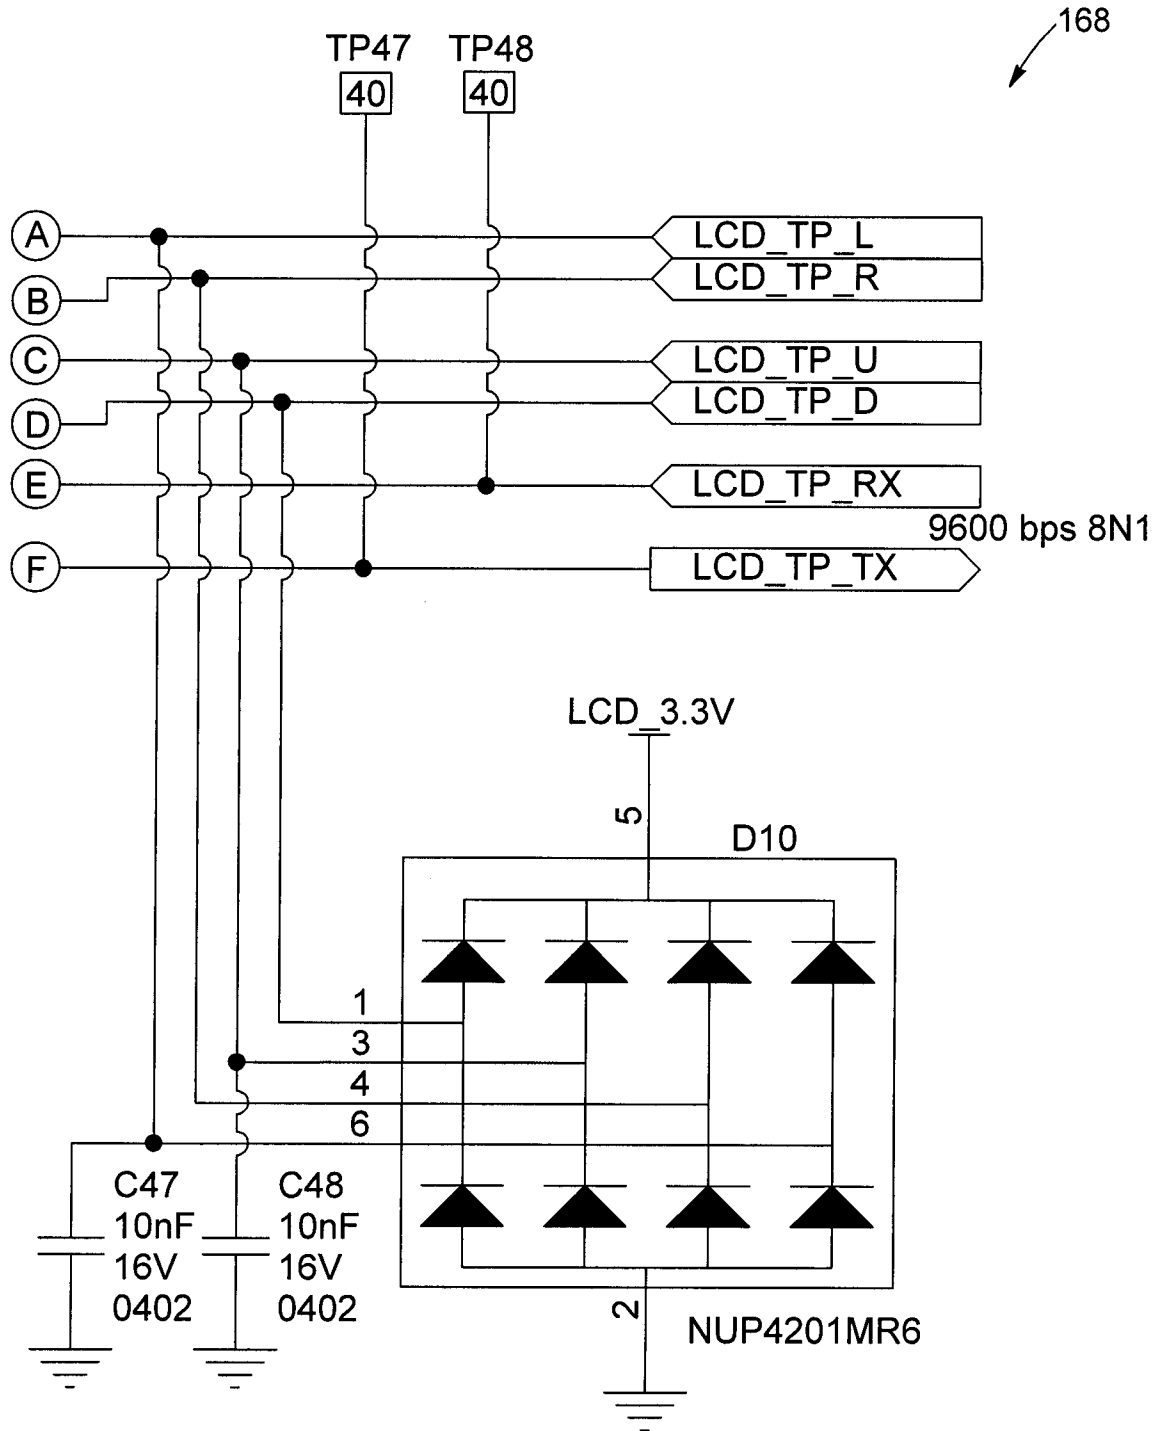 168
TP47 TP48
40 40
A LCD_TP_L
B LCD_TP_R
C LCD_TP_U
D LCD_TP_D
E LCD_TP_RX
9600 bps 8N1
F LCD_TP_TX
LCD_3.3V
5
D10
1
3
4
6
C47 C48
10nF 10nF
16V 16V
0402 0402
2
NUP4201MR6